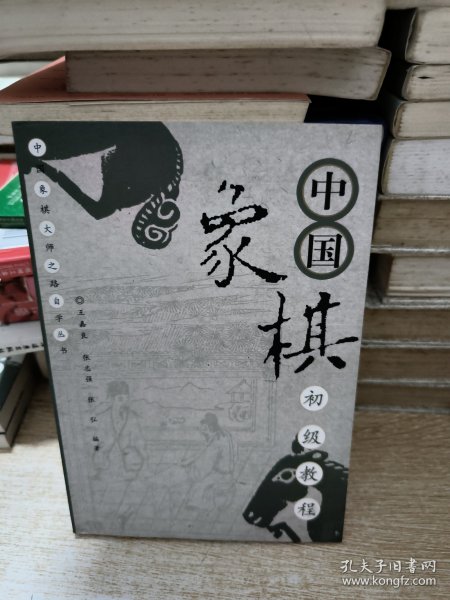 中国
象棋
初级教程
中国象棋大师之路自学丛书
◎王嘉良 张志强 张弘 编著
孔夫子旧书网
www.kongfz.com